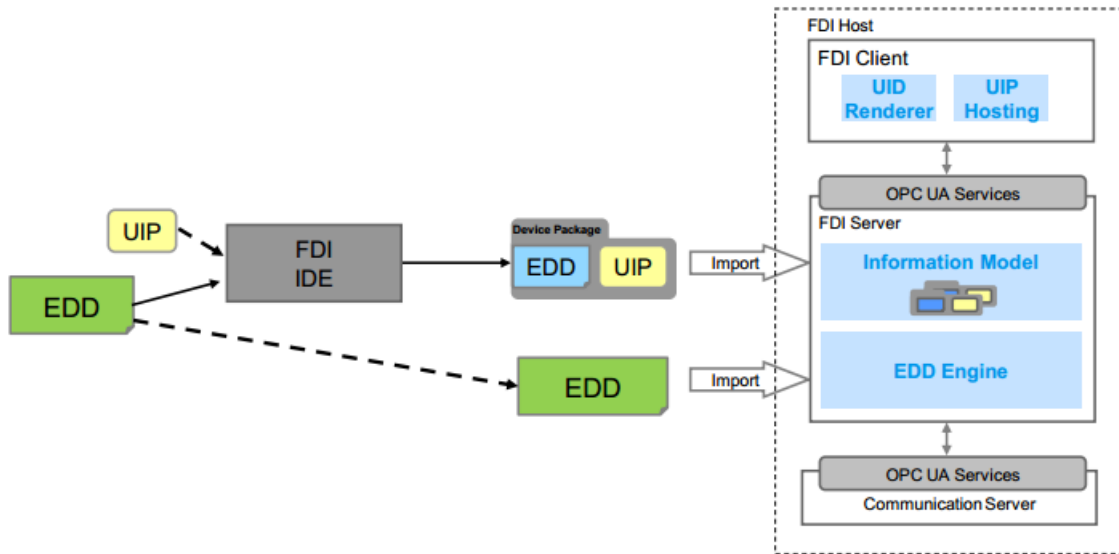 FDI Host
FDI Client
UID
Renderer
UIP
Hosting
OPC UA Services
FDI Server
UIP
FDI
IDE
Device Package
EDD
UIP
Import
Information Model
EDD
EDD
Import
EDD Engine
OPC UA Services
Communication Server